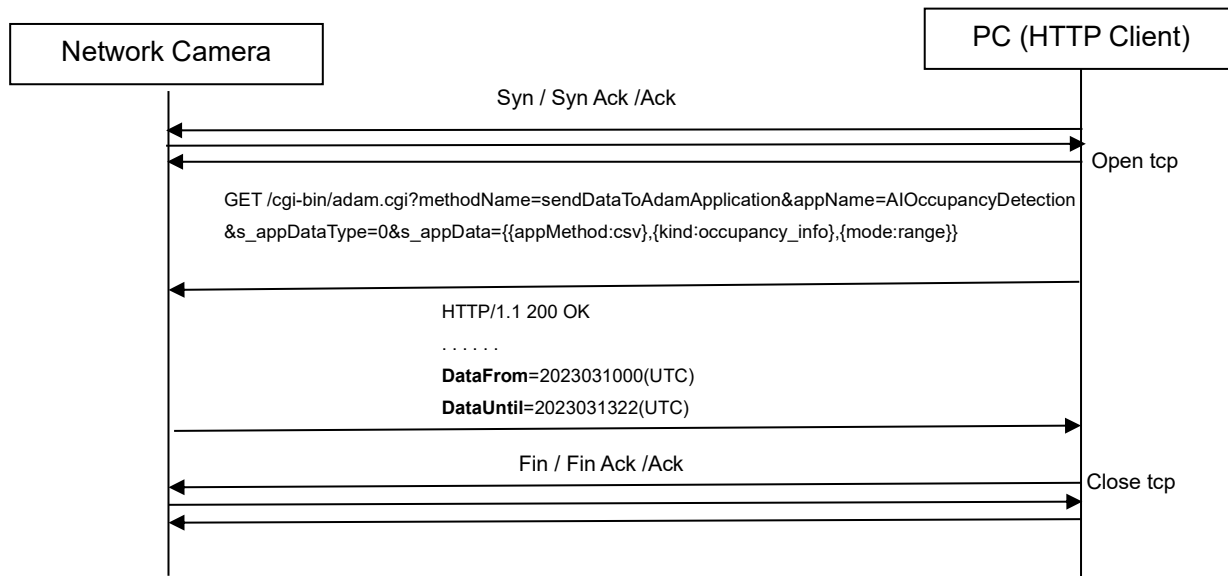 Network Camera
PC (HTTP Client)
Syn / Syn Ack /Ack
Open tcp
GET /cgi-bin/adam.cgi?methodName=sendDataToAdamApplication&appName=AIOccupancyDetection
&s_appDataType=0&s_appData={{appMethod:csv},{kind:occupancy_info},{mode:range}}
HTTP/1.1 200 OK
. . . . . .
DataFrom=2023031000(UTC)
DataUntil=2023031322(UTC)
Fin / Fin Ack /Ack
Close tcp